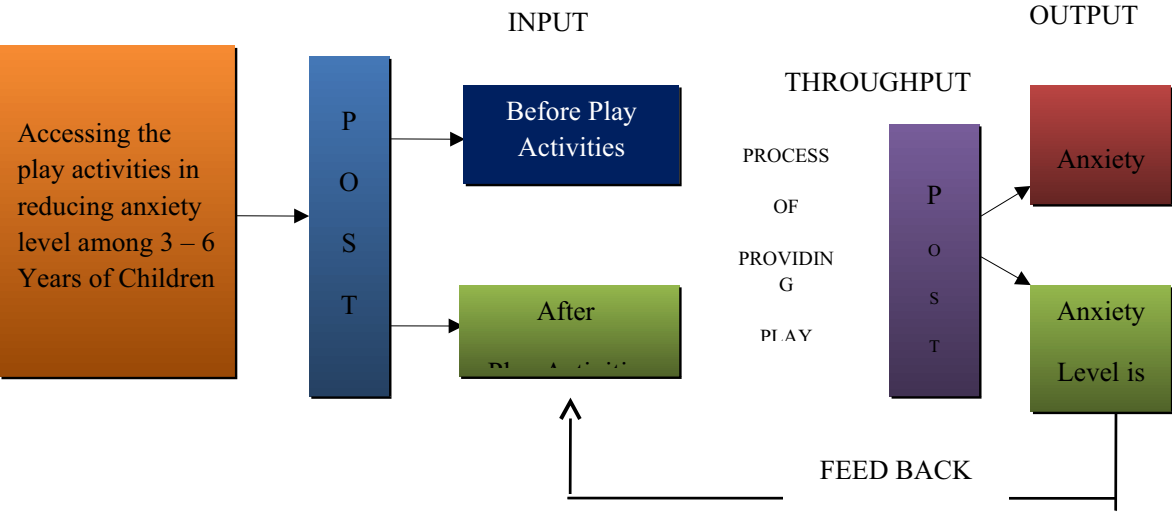 INPUT
OUTPUT
THROUGHPUT
Accessing the
play activities in
reducing anxiety
level among 3 – 6
Years of Children
P
O
S
T
Before Play
Activities
After
PROCESS
OF
PROVIDIN
G
PLAY
P
O
S
T
Anxiety
Anxiety
Level is
FEED BACK